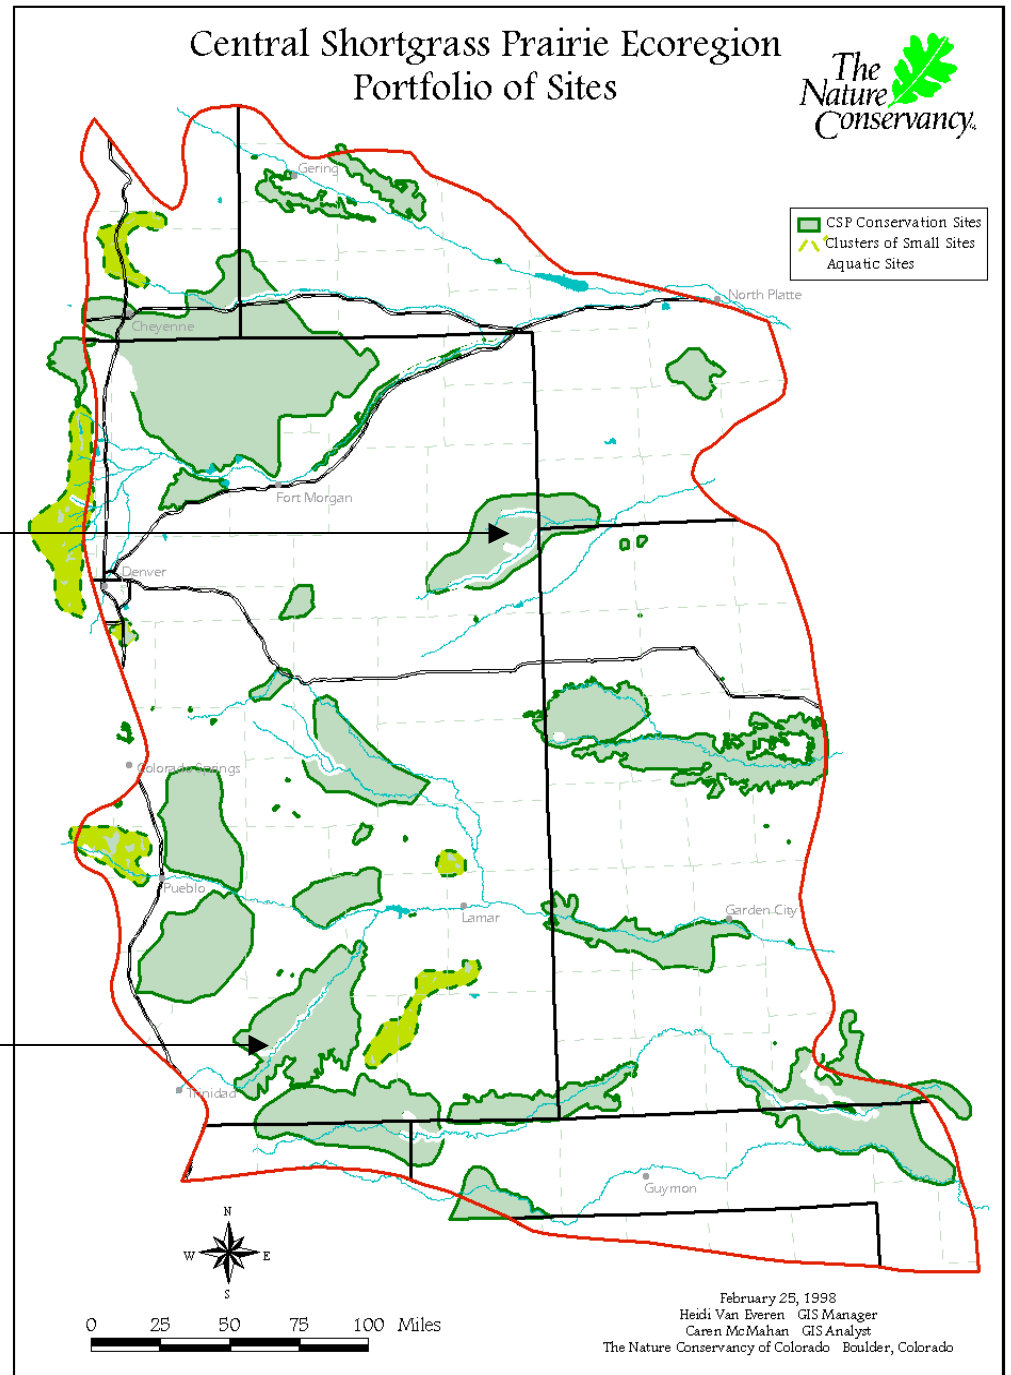 Central Shortgrass Prairie Ecoregion
Portfolio of Sites
The
Nature
Conservancy
Gering
CSP Conservation Sites
Clusters of Small Sites
Aquatic Sites
North Platte
Cheyenne
Fort Morgan
Denver
Colorado Springs
Pueblo
Lamar
Garden City
Trinidad
Guymon
N
W
E
S
0 25 50 75 100 Miles
February 25, 1998
Heidi Van Everen GIS Manager
Caren McMahan GIS Analyst
The Nature Conservancy of Colorado Boulder, Colorado